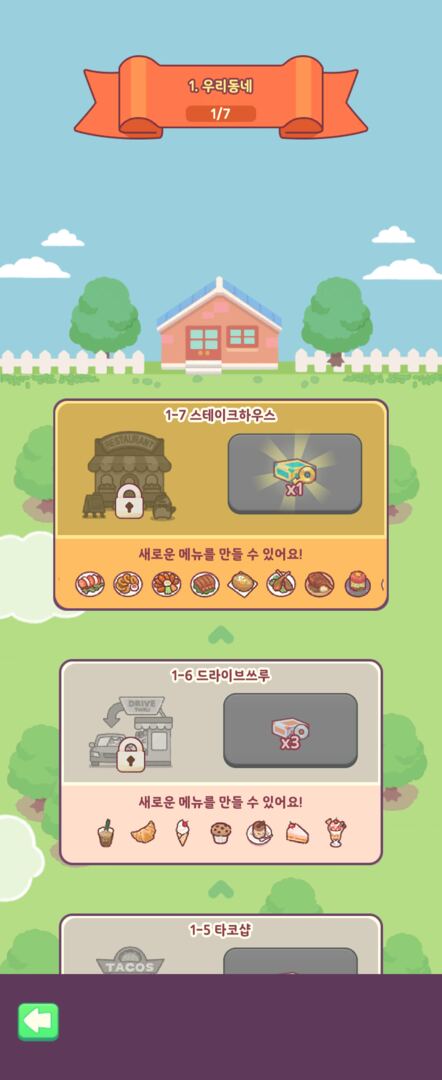 1. 우리동네
1/7
1-7 스테이크하우스
RESTAURANT
x1
새로운 메뉴를 만들 수 있어요!
1-6 드라이브쓰루
DRIVE
THRU
x3
새로운 메뉴를 만들 수 있어요!
1-5 타코샵
TACOS